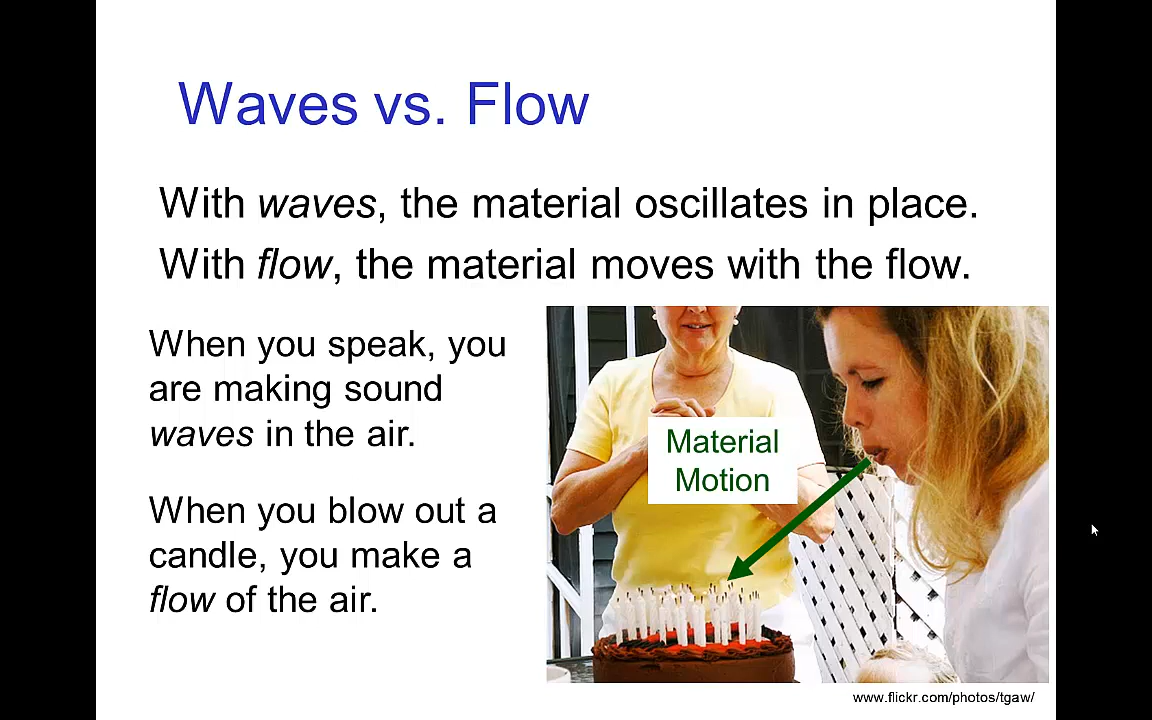 Waves vs. Flow
With waves, the material oscillates in place.
With flow, the material moves with the flow.
When you speak, you
are making sound
waves in the air.
When you blow out a
candle, you make a
flow of the air.
Material
Motion
www.flickr.com/photos/tgaw/